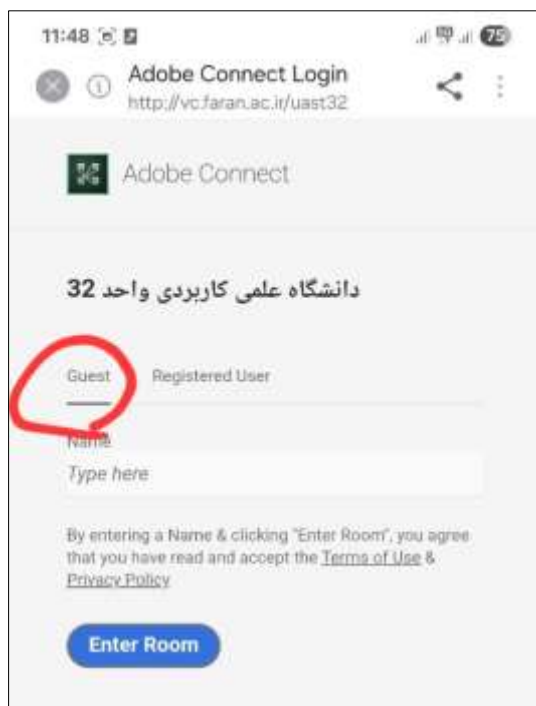 11:48
75
Adobe Connect Login
http://vc.faran.ac.ir/uast32
Adobe Connect
دانشگاه علمی کاربردی واحد 32
Guest Registered User
Name
Type here
By entering a Name & clicking "Enter Room", you agree
that you have read and accept the Terms of Use &
Privacy Policy
Enter Room